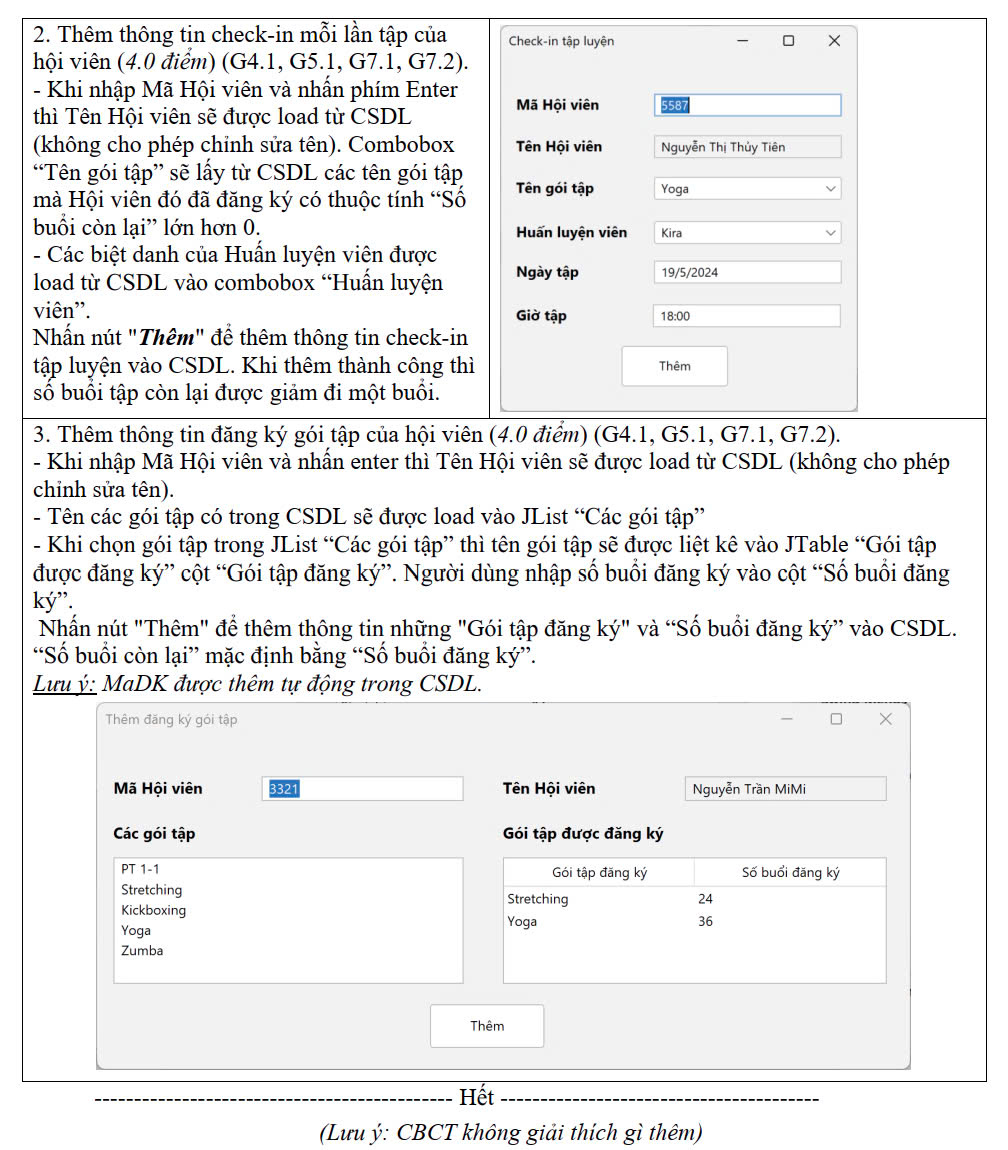 2. Thêm thông tin check-in mỗi lần tập của
hội viên (4.0 điểm) (G4.1, G5.1, G7.1, G7.2).
- Khi nhập Mã Hội viên và nhấn phím Enter
thì Tên Hội viên sẽ được load từ CSDL
(không cho phép chỉnh sửa tên). Combobox
“Tên gói tập” sẽ lấy từ CSDL các tên gói tập
mà Hội viên đó đã đăng ký có thuộc tính “Số
buổi còn lại” lớn hơn 0.
- Các biệt danh của Huấn luyện viên được
load từ CSDL vào combobox “Huấn luyện
viên”.
Nhấn nút "Thêm" để thêm thông tin check-in
tập luyện vào CSDL. Khi thêm thành công thì
số buổi tập còn lại được giảm đi một buổi.
Check-in tập luyện
Mã Hội viên 5587
Tên Hội viên Nguyễn Thị Thủy Tiên
Tên gói tập Yoga
Huấn luyện viên Kira
Ngày tập 19/5/2024
Giờ tập 18:00
Thêm
3. Thêm thông tin đăng ký gói tập của hội viên (4.0 điểm) (G4.1, G5.1, G7.1, G7.2).
- Khi nhập Mã Hội viên và nhấn enter thì Tên Hội viên sẽ được load từ CSDL (không cho phép
chỉnh sửa tên).
- Tên các gói tập có trong CSDL sẽ được load vào JList “Các gói tập”
- Khi chọn gói tập trong JList “Các gói tập” thì tên gói tập sẽ được liệt kê vào JTable “Gói tập
được đăng ký” cột “Gói tập đăng ký”. Người dùng nhập số buổi đăng ký vào cột “Số buổi đăng
ký”.
Nhấn nút "Thêm" để thêm thông tin những "Gói tập đăng ký" và “Số buổi đăng ký” vào CSDL.
“Số buổi còn lại” mặc định bằng “Số buổi đăng ký”.
Lưu ý: MaDK được thêm tự động trong CSDL.
Thêm đăng ký gói tập
Mã Hội viên 3321 Tên Hội viên Nguyễn Trần MiMi
Các gói tập Gói tập được đăng ký
PT 1-1
Stretching
Kickboxing
Yoga
Zumba
Gói tập đăng ký Số buổi đăng ký
Stretching 24
Yoga 36
Thêm
---------------------------------------------- Hết -----------------------------------------
(Lưu ý: CBCT không giải thích gì thêm)